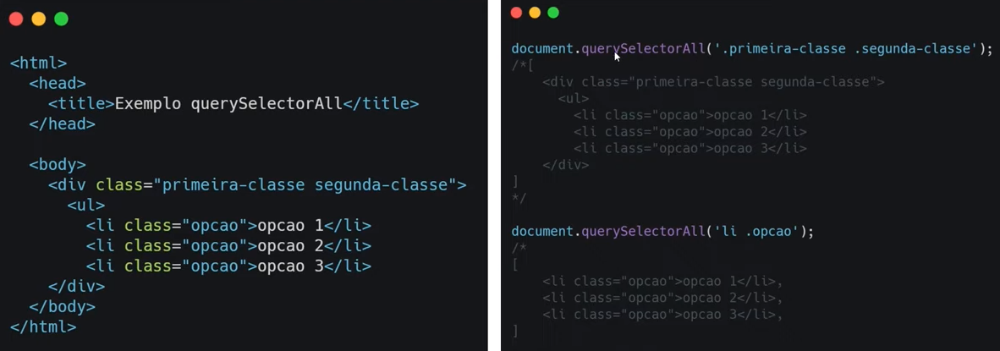 <html>
<head>
<title>Exemplo querySelectorAll</title>
</head>
<body>
<div class="primeira-classe segunda-classe">
<ul>
<li class="opcao">opcao 1</li>
<li class="opcao">opcao 2</li>
<li class="opcao">opcao 3</li>
</div>
</body>
</html>
document.querySelectorAll('.primeira-classe .segunda-classe');
/*[
<div class="primeira-classe segunda-classe">
<ul>
<li class="opcao">opcao 1</li>
<li class="opcao">opcao 2</li>
<li class="opcao">opcao 3</li>
</div>
]
*/
document.querySelectorAll('li .opcao');
/*
[
<li class="opcao">opcao 1</li>,
<li class="opcao">opcao 2</li>,
<li class="opcao">opcao 3</li>,
]